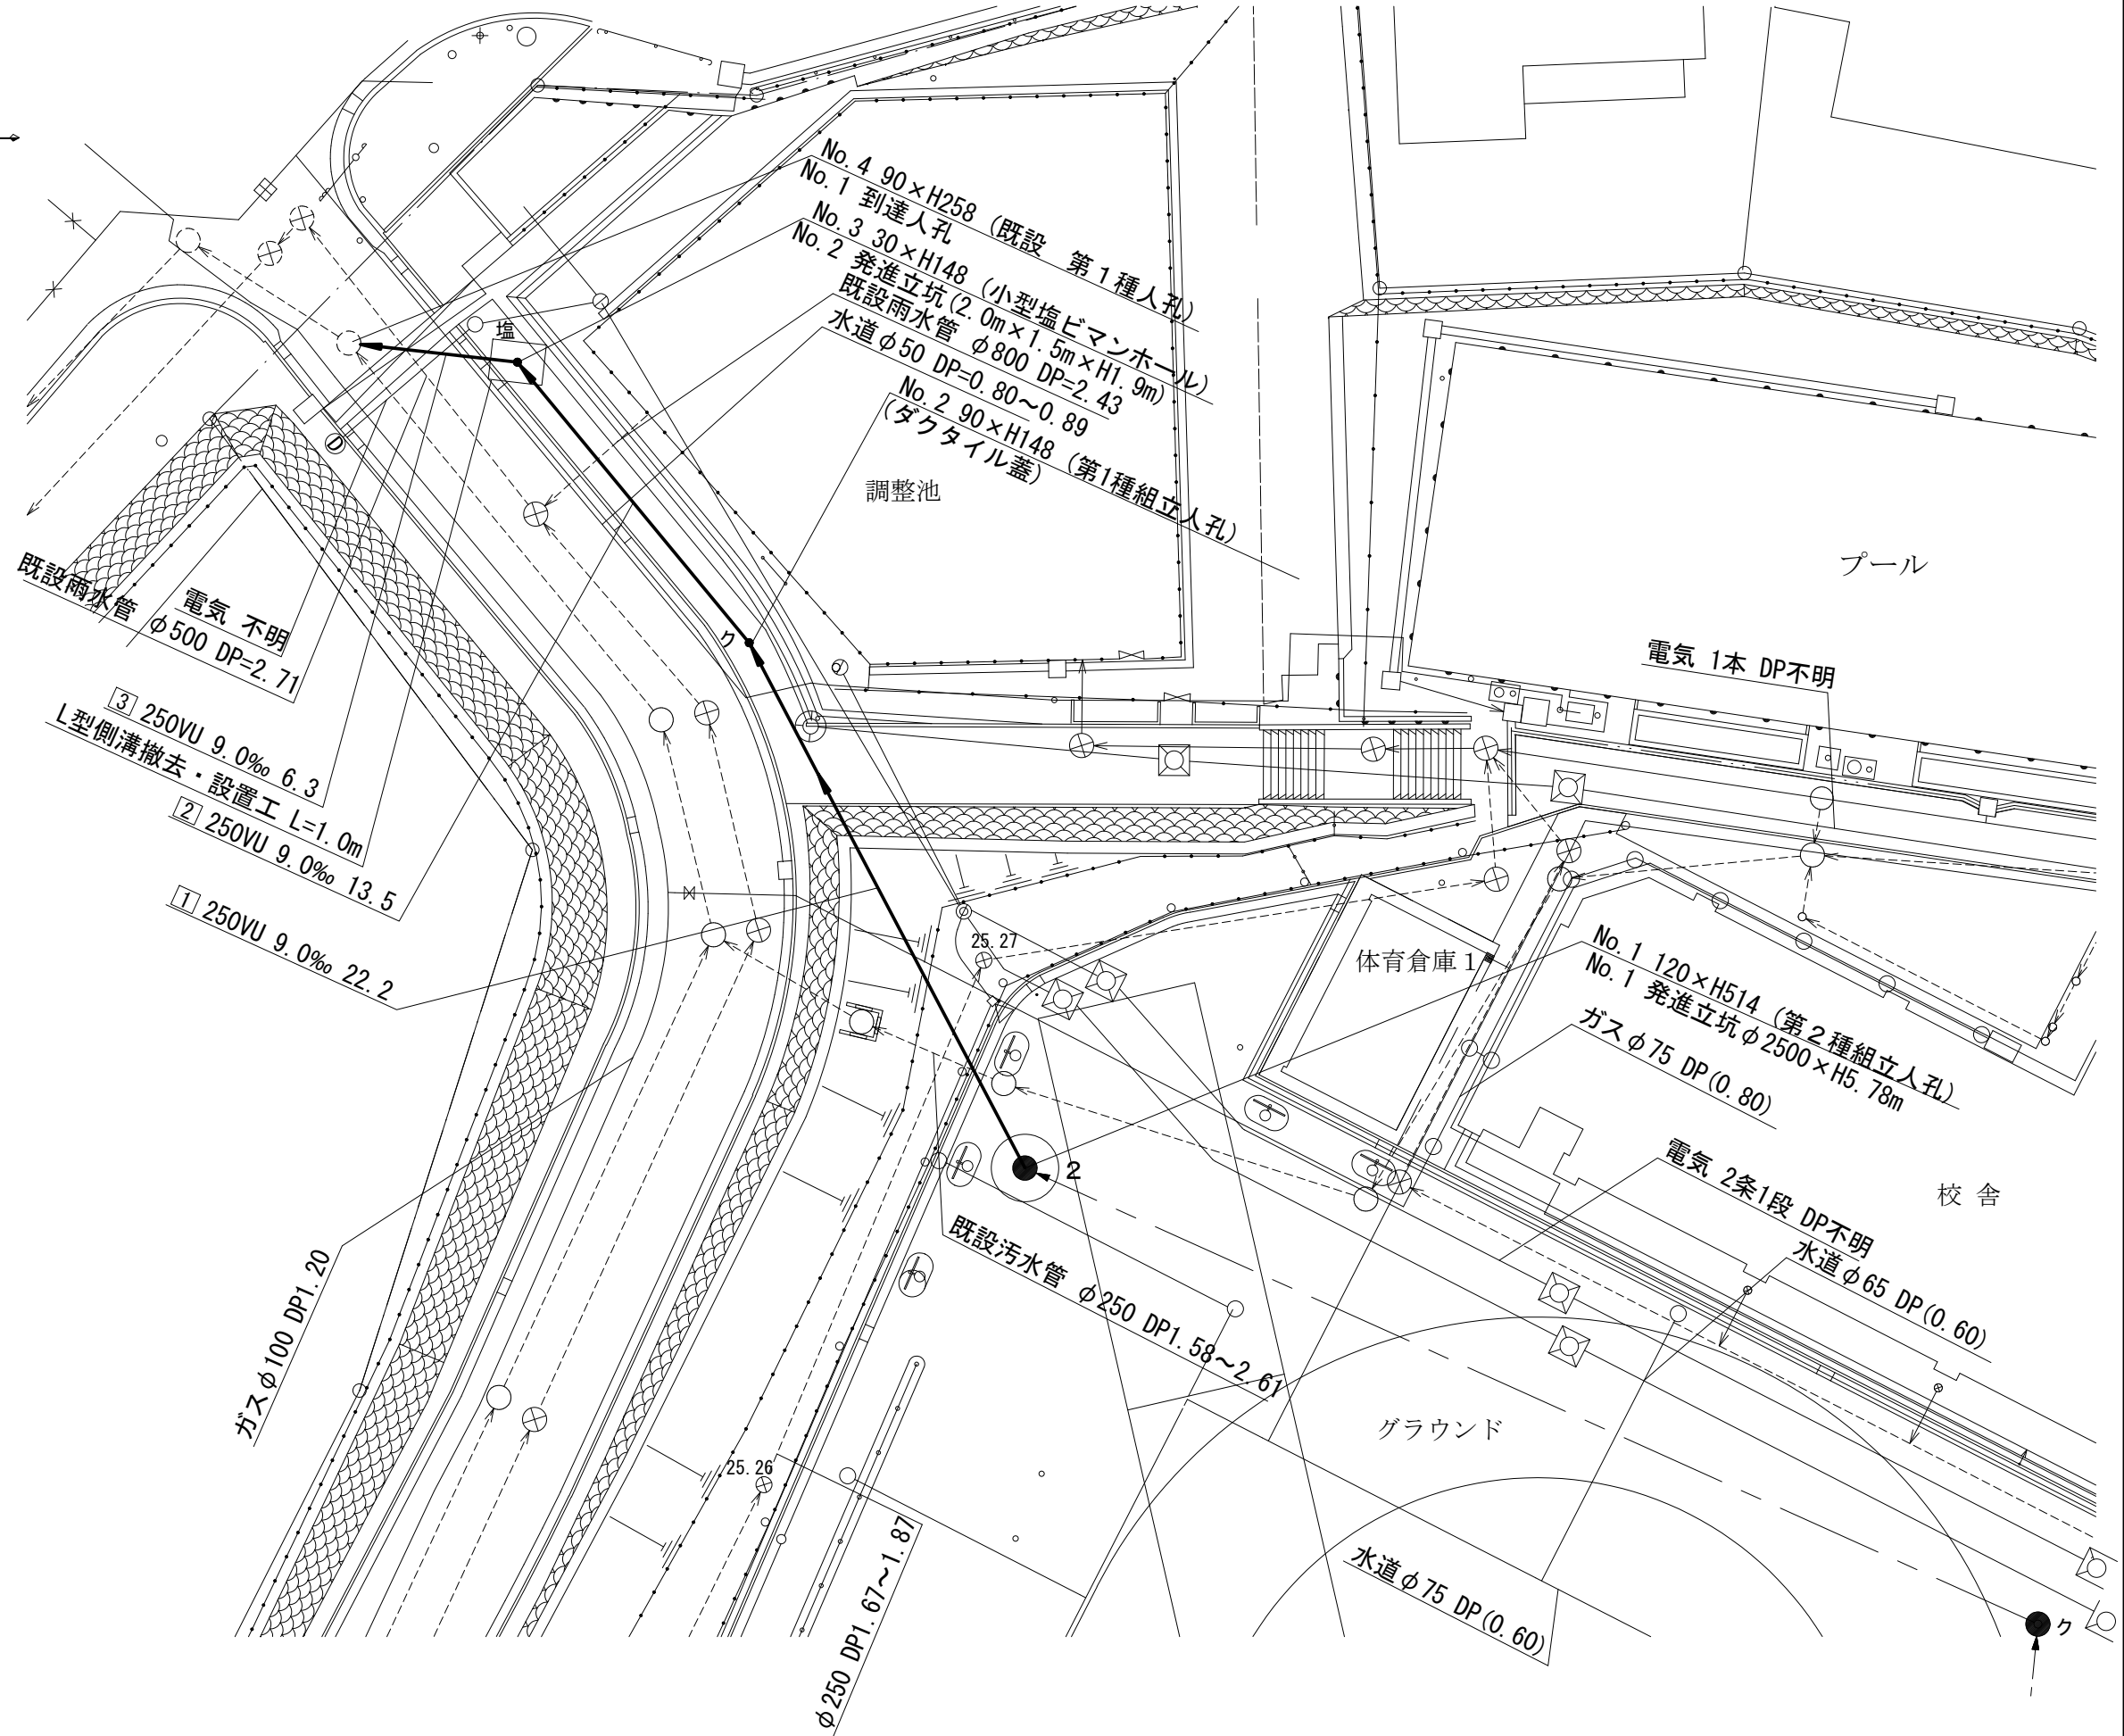 No. 4 90×H258 (既設 第1種人孔)
No. 1 到達人孔
No. 3 30×H148 (小型塩ビマンホール)
No. 2 発進立坑(2.0m×1.5m×H1.9m)
既設雨水管 φ800 DP=2.43
水道φ50 DP=0.80～0.89
No. 2 90×H148 (第1種組立人孔)
(ダクタイル蓋)
塩
調整池
プール
D
既設雨水管 φ500 DP=2.71
電気 不明
3 250VU 9.0‰ 6.3
L型側溝撤去・設置工 L=1.0m
2 250VU 9.0‰ 13.5
1 250VU 9.0‰ 22.2
ク
電気 1本 DP不明
25.27
体育倉庫1
No. 1 120×H514 (第2種組立人孔)
No. 1 発進立坑φ2500×H5.78m
ガスφ75 DP(0.80)
電気 2条1段 DP不明
水道φ65 DP(0.60)
校舎
2
既設汚水管 φ250 DP1.58～2.61
ガスφ100 DP1.20
グラウンド
25.26
φ250 DP1.67～1.87
水道φ75 DP(0.60)
ク